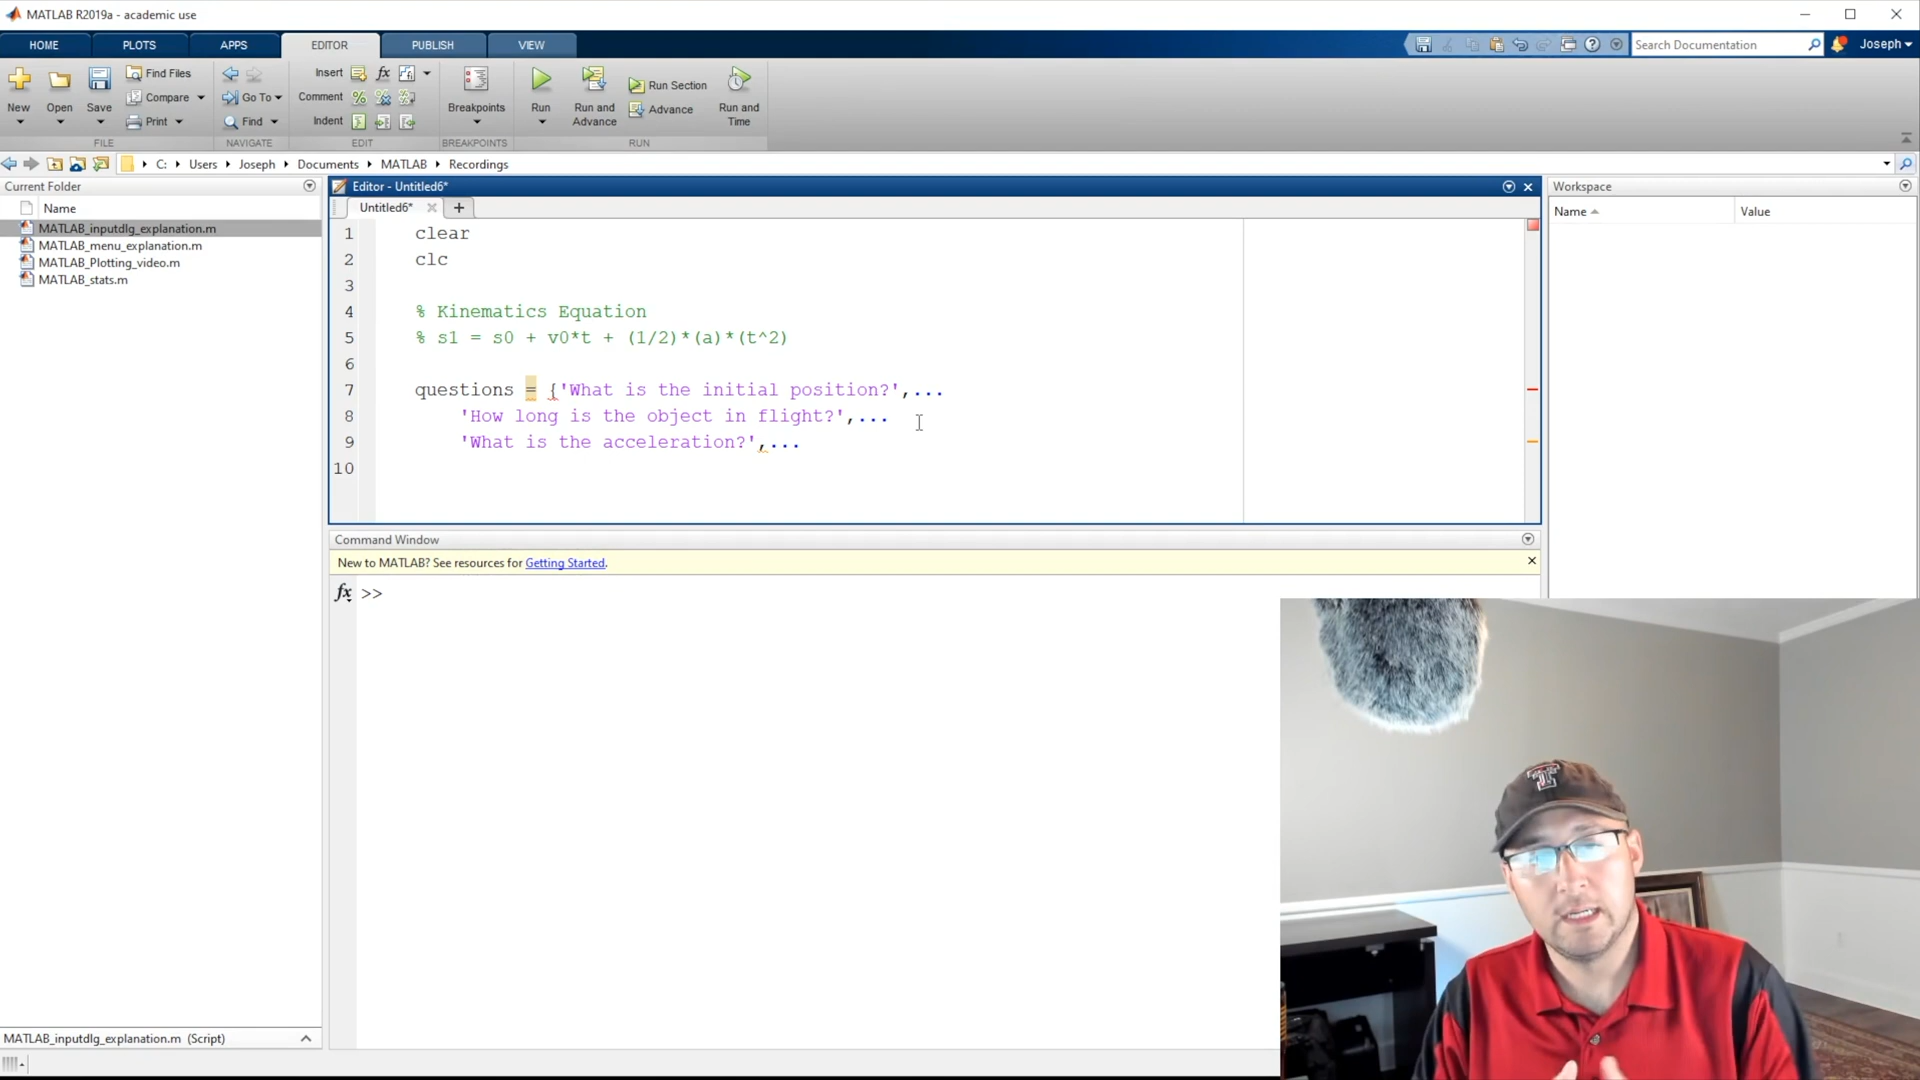 MATLAB R2019a - academic use
HOME PLOTS APPS EDITOR PUBLISH VIEW
Search Documentation
Joseph
New
Open
Save
Find Files
Compare
Print
FILE
Go To
Find
NAVIGATE
Insert
fx
Comment
Indent
EDIT
Breakpoints
BREAKPOINTS
Run
Run and Advance
Run Section
Advance
Run and Time
RUN
C: Users Joseph Documents MATLAB Recordings
Current Folder
Name
MATLAB_inputdlg_explanation.m
MATLAB_menu_explanation.m
MATLAB_Plotting_video.m
MATLAB_stats.m
Editor - Untitled6*
Untitled6*
1 clear
2 clc
3
4 % Kinematics Equation
5 % s1 = s0 + v0*t + (1/2)*(a)*(t^2)
6
7 questions = {'What is the initial position?',...
8 'How long is the object in flight?',...
9 'What is the acceleration?',...
10
Command Window
New to MATLAB? See resources for Getting Started.
fx >>
Workspace
Name Value
MATLAB_inputdlg_explanation.m (Script)
T